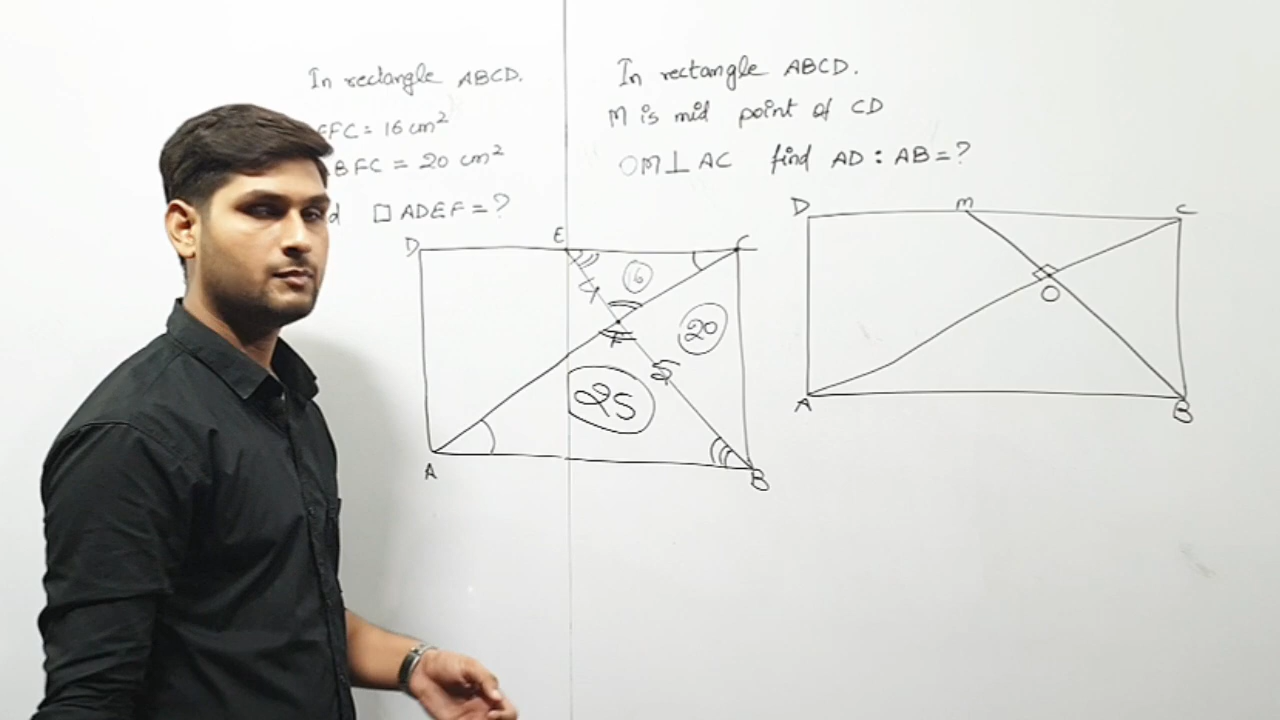 In rectangle ABCD.
EFC = 16 cm²
BFC = 20 cm²
□ ADEF = ?
D
E
C
16
4
F
20
5
25
A
B
In rectangle ABCD.
M is mid point of CD
OM ⊥ AC find AD : AB = ?
D
M
C
O
A
B